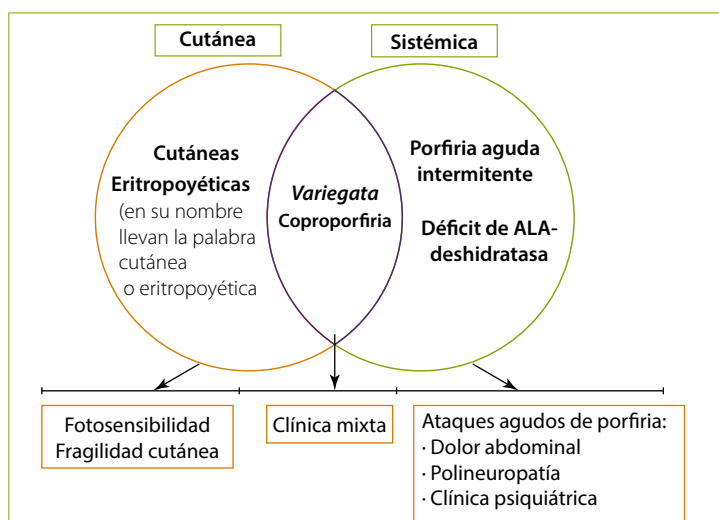 Cutánea
Sistémica
Cutáneas
Eritropoyéticas
(en su nombre
llevan la palabra
cutánea
o eritropoyética
Variegata
Coproporfiria
Porfiria aguda
intermitente
Déficit de ALA-
deshidratasa
Fotosensibilidad
Fragilidad cutánea
Clínica mixta
Ataques agudos de porfiria:
· Dolor abdominal
· Polineuropatía
· Clínica psiquiátrica